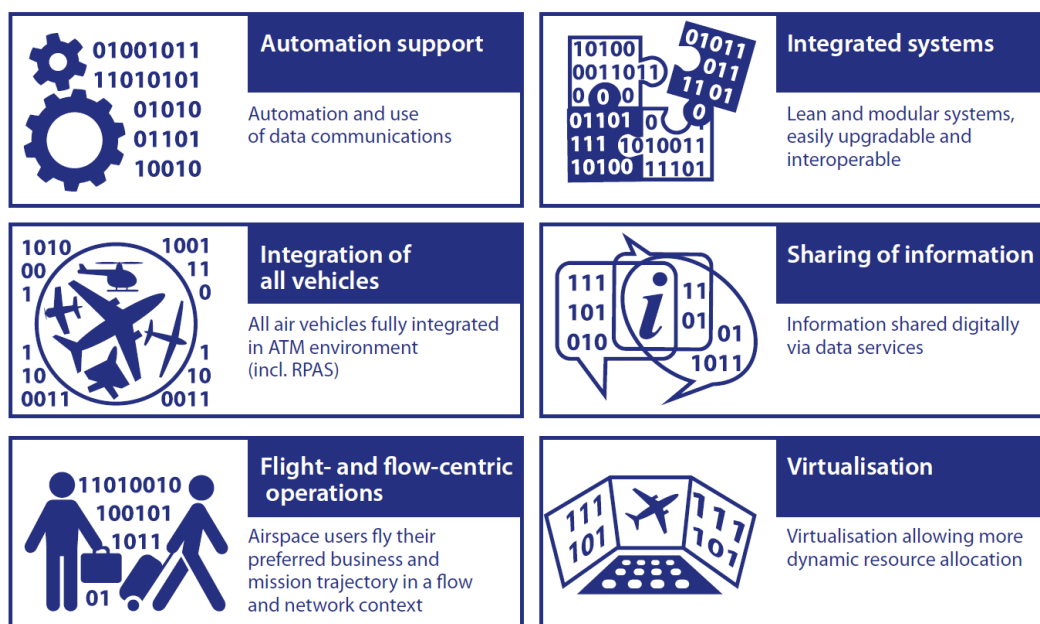 01001011
11010101
01010
01101
10010
Automation support
Automation and use
of data communications
10100
0011011
0 0 0
01101 0 1
111 1010011
10100 11101
01011
011
11 01
0
Integrated systems
Lean and modular systems,
easily upgradable and
interoperable
1010
00
1
1001
11
0
1
10
0011
1
10
0011
Integration of
all vehicles
All air vehicles fully integrated
in ATM environment
(incl. RPAS)
111
101
010
i
11
01
01
1011
Sharing of information
Information shared digitally
via data services
11010010
100101
1011
01
Flight- and flow-centric
operations
Airspace users fly their
preferred business and
mission trajectory in a flow
and network context
111
101
111
101
Virtualisation
Virtualisation allowing more
dynamic resource allocation